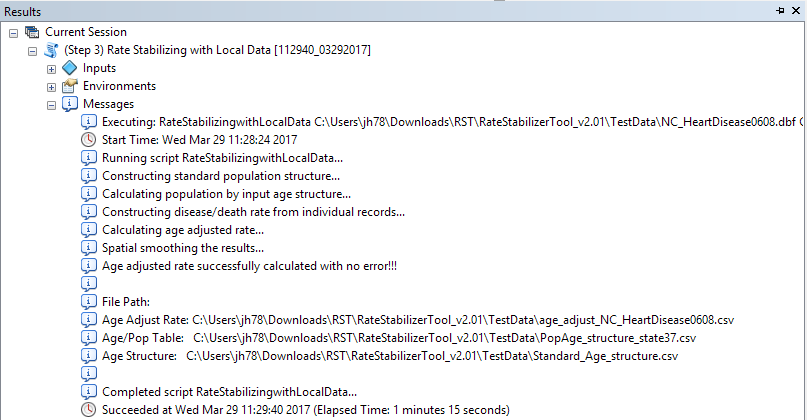 Results
Current Session
(Step 3) Rate Stabilizing with Local Data [112940_03292017]
Inputs
Environments
Messages
Executing: RateStabilizingwithLocalData C:\Users\jh78\Downloads\RST\RateStabilizerTool_v2.01\TestData\NC_HeartDisease0608.dbf
Start Time: Wed Mar 29 11:28:24 2017
Running script RateStabilizingwithLocalData...
Constructing standard population structure...
Calculating population by input age structure...
Constructing disease/death rate from individual records...
Calculating age adjusted rate...
Spatial smoothing the results...
Age adjusted rate successfully calculated with no error!!!
File Path:
Age Adjust Rate: C:\Users\jh78\Downloads\RST\RateStabilizerTool_v2.01\TestData\age_adjust_NC_HeartDisease0608.csv
Age/Pop Table: C:\Users\jh78\Downloads\RST\RateStabilizerTool_v2.01\TestData\PopAge_structure_state37.csv
Age Structure: C:\Users\jh78\Downloads\RST\RateStabilizerTool_v2.01\TestData\Standard_Age_structure.csv
Completed script RateStabilizingwithLocalData...
Succeeded at Wed Mar 29 11:29:40 2017 (Elapsed Time: 1 minutes 15 seconds)